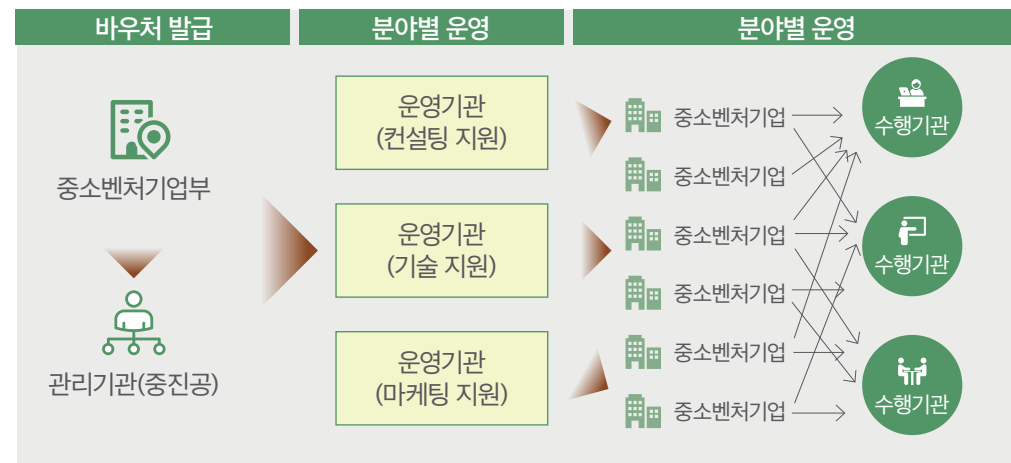 바우처 발급
분야별 운영
분야별 운영
중소벤처기업부
관리기관(중진공)
운영기관
(컨설팅 지원)
운영기관
(기술 지원)
운영기관
(마케팅 지원)
중소벤처기업
중소벤처기업
중소벤처기업
중소벤처기업
중소벤처기업
중소벤처기업
수행기관
수행기관
수행기관